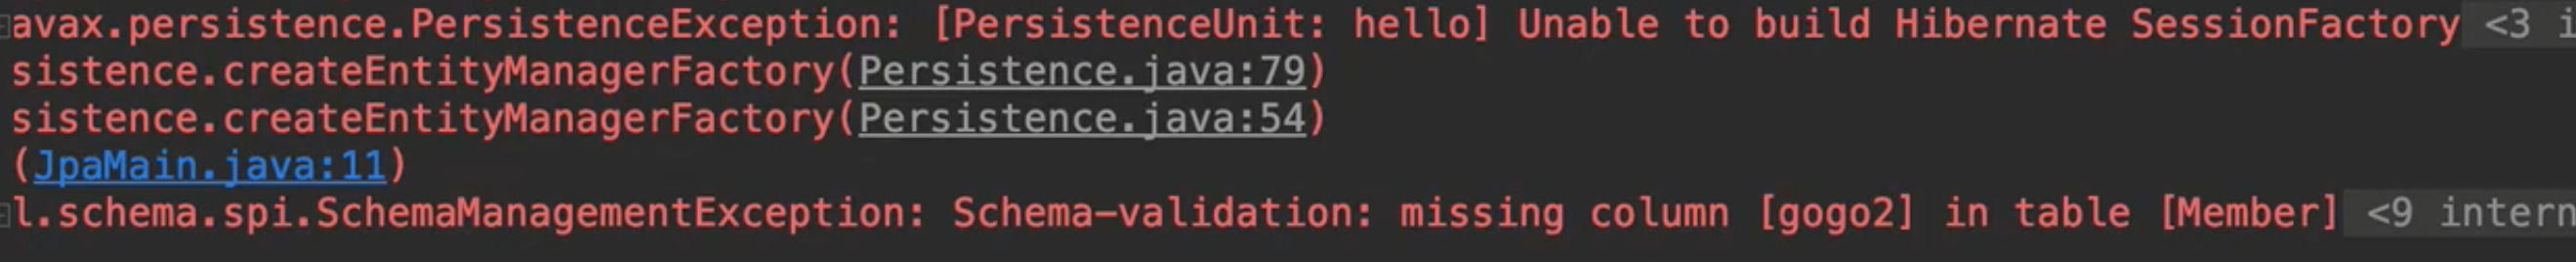 avax.persistence.PersistenceException: [PersistenceUnit: hello] Unable to build Hibernate SessionFactory <3 i
sistence.createEntityManagerFactory(Persistence.java:79)
sistence.createEntityManagerFactory(Persistence.java:54)
(JpaMain.java:11)
l.schema.spi.SchemaManagementException: Schema-validation: missing column [gogo2] in table [Member] <9 intern